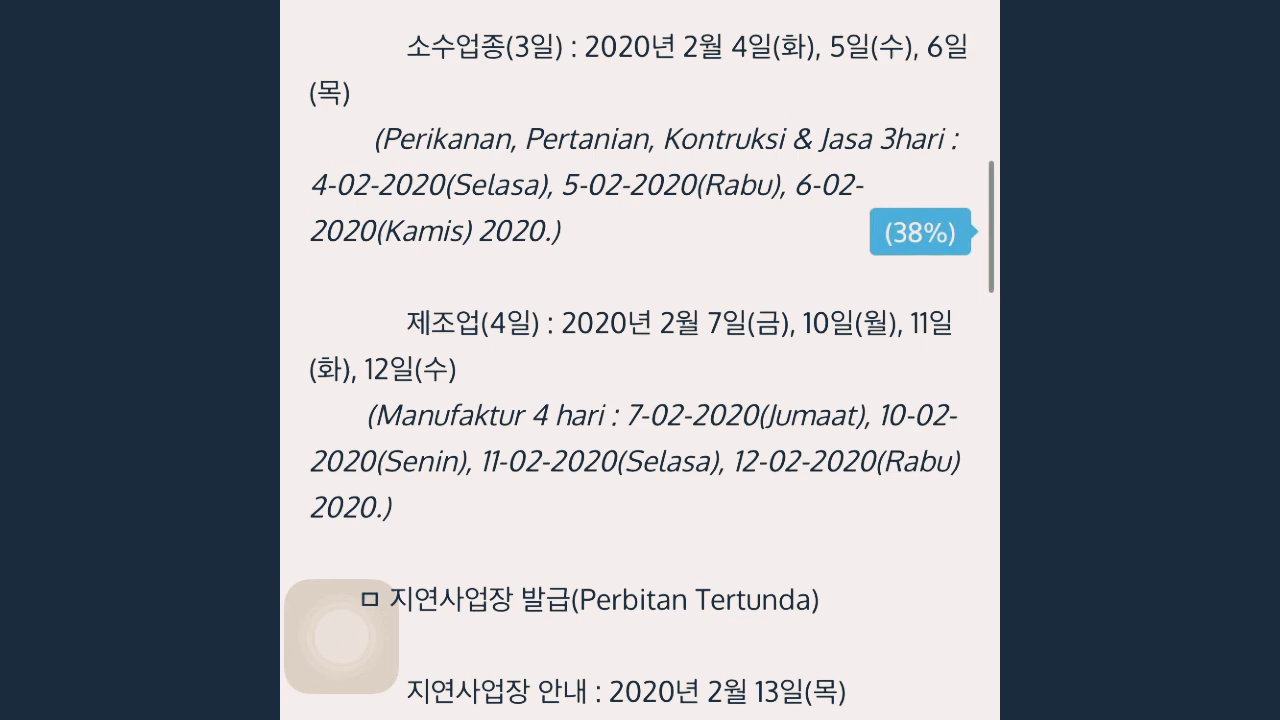 소수업종(3일) : 2020년 2월 4일(화), 5일(수), 6일
(목)
(Perikanan, Pertanian, Kontruksi & Jasa 3hari :
4-02-2020(Selasa), 5-02-2020(Rabu), 6-02-
2020(Kamis) 2020.)
(38%)
제조업(4일) : 2020년 2월 7일(금), 10일(월), 11일
(화), 12일(수)
(Manufaktur 4 hari : 7-02-2020(Jumaat), 10-02-
2020(Senin), 11-02-2020(Selasa), 12-02-2020(Rabu)
2020.)
ㅁ 지연사업장 발급(Perbitan Tertunda)
지연사업장 안내 : 2020년 2월 13일(목)